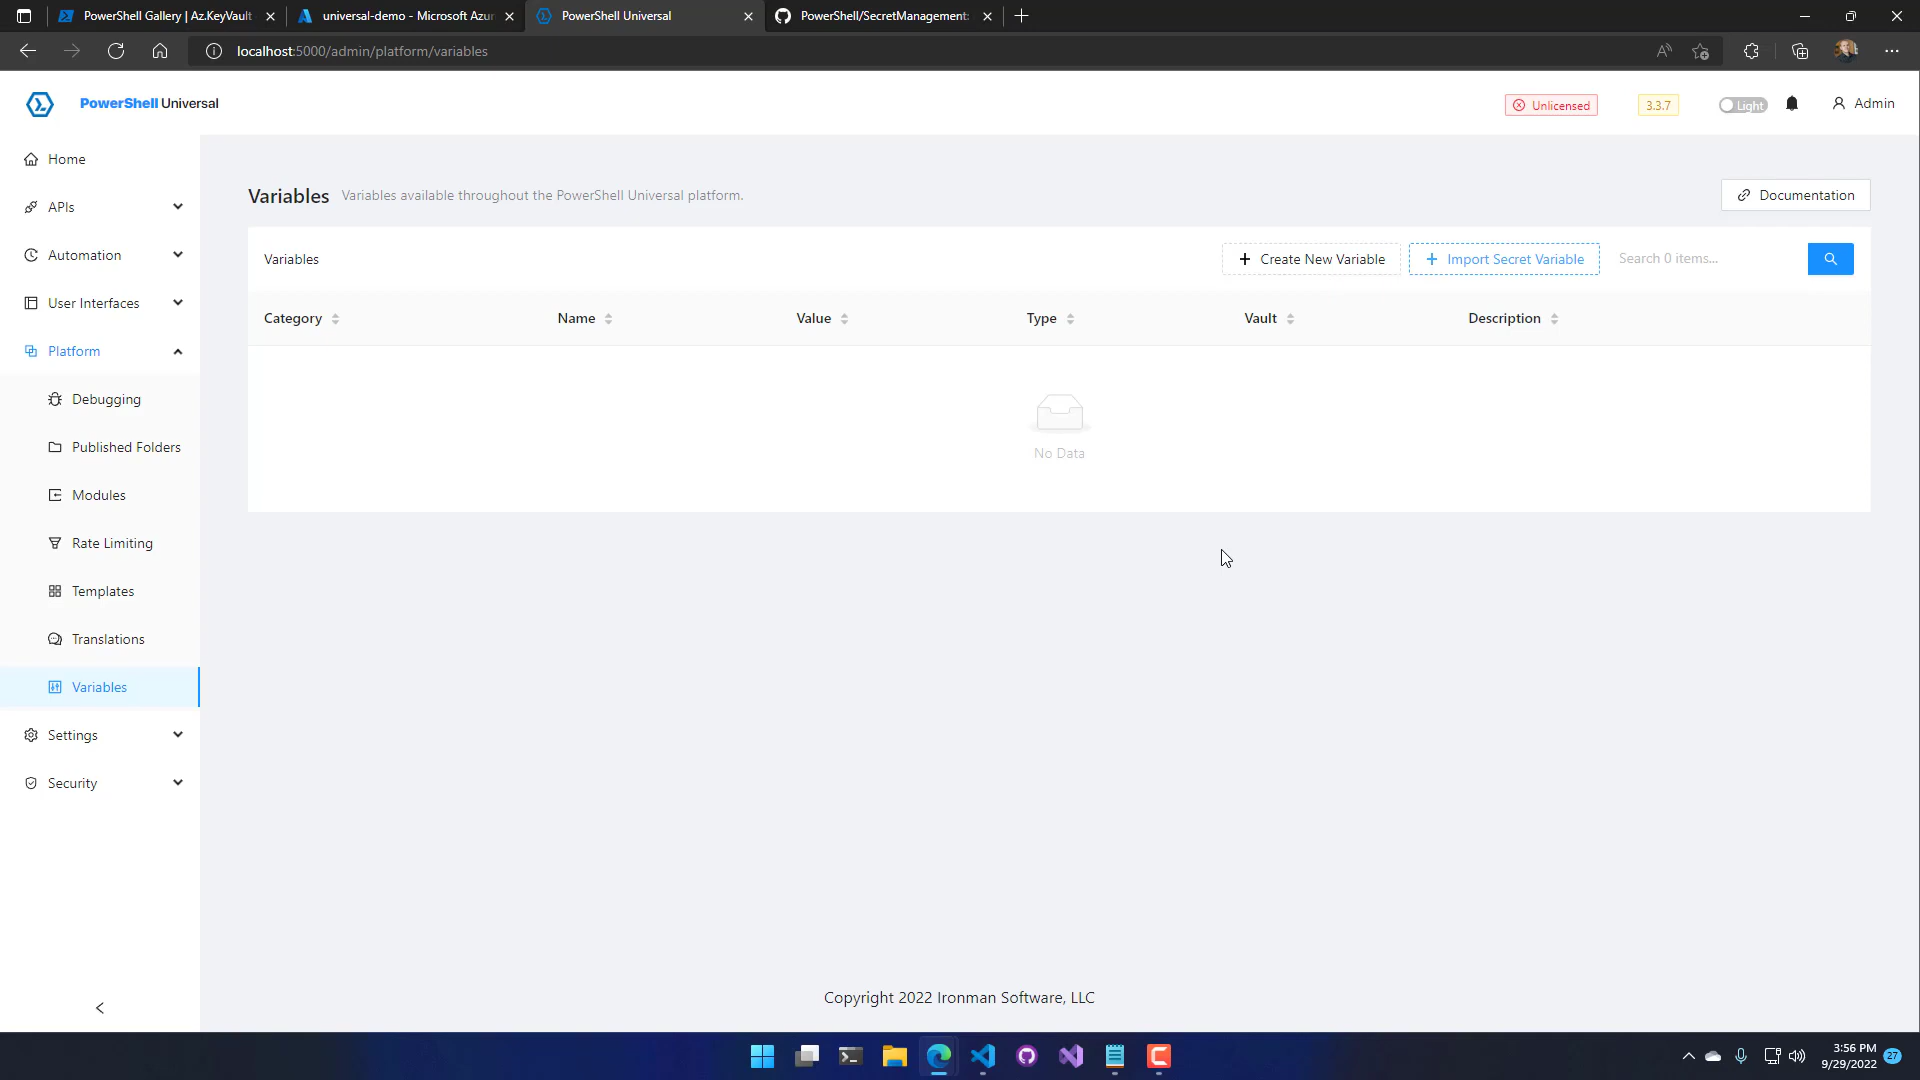 PowerShell Gallery | Az.KeyVault
universal-demo - Microsoft Azur
PowerShell Universal
PowerShell/SecretManagement:
localhost:5000/admin/platform/variables
PowerShell Universal
Unlicensed
3.3.7
Light
Admin
Home
APIs
Automation
User Interfaces
Platform
Debugging
Published Folders
Modules
Rate Limiting
Templates
Translations
Variables
Settings
Security
Variables Variables available throughout the PowerShell Universal platform.
Documentation
Variables
Create New Variable
Import Secret Variable
Search 0 items...
Category Name Value Type Vault Description
No Data
Copyright 2022 Ironman Software, LLC
3:56 PM
9/29/2022
27